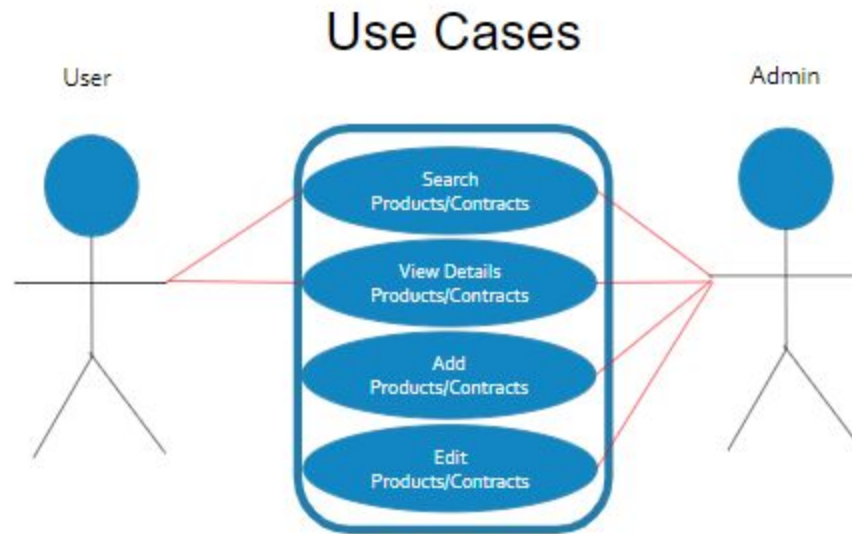 Use Cases
User
Admin
Search
Products/Contracts
View Details
Products/Contracts
Add
Products/Contracts
Edit
Products/Contracts